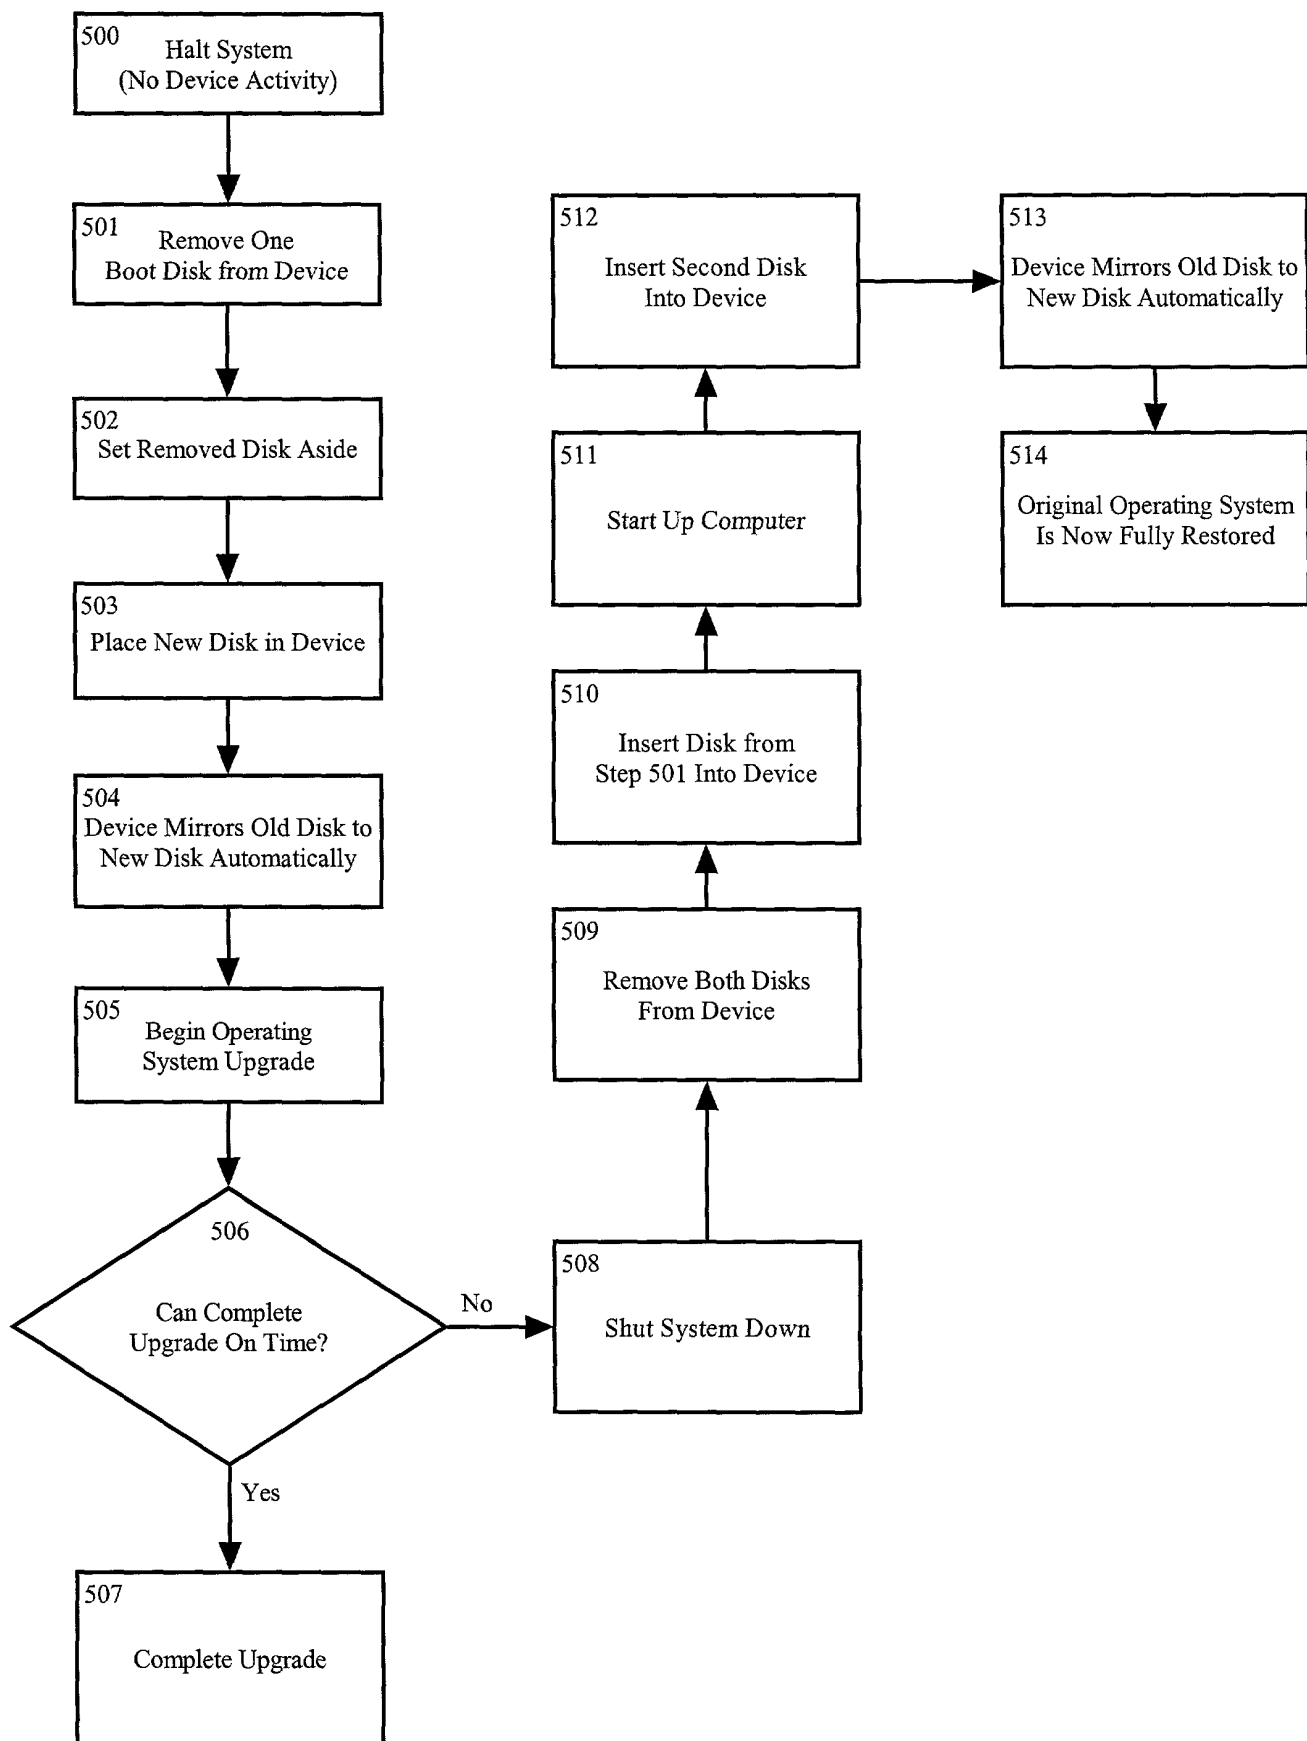 500
Halt System
(No Device Activity)
501
Remove One
Boot Disk from Device
502
Set Removed Disk Aside
503
Place New Disk in Device
504
Device Mirrors Old Disk to
New Disk Automatically
505
Begin Operating
System Upgrade
506
Can Complete
Upgrade On Time?
No
Yes
507
Complete Upgrade
508
Shut System Down
509
Remove Both Disks
From Device
510
Insert Disk from
Step 501 Into Device
511
Start Up Computer
512
Insert Second Disk
Into Device
513
Device Mirrors Old Disk to
New Disk Automatically
514
Original Operating System
Is Now Fully Restored